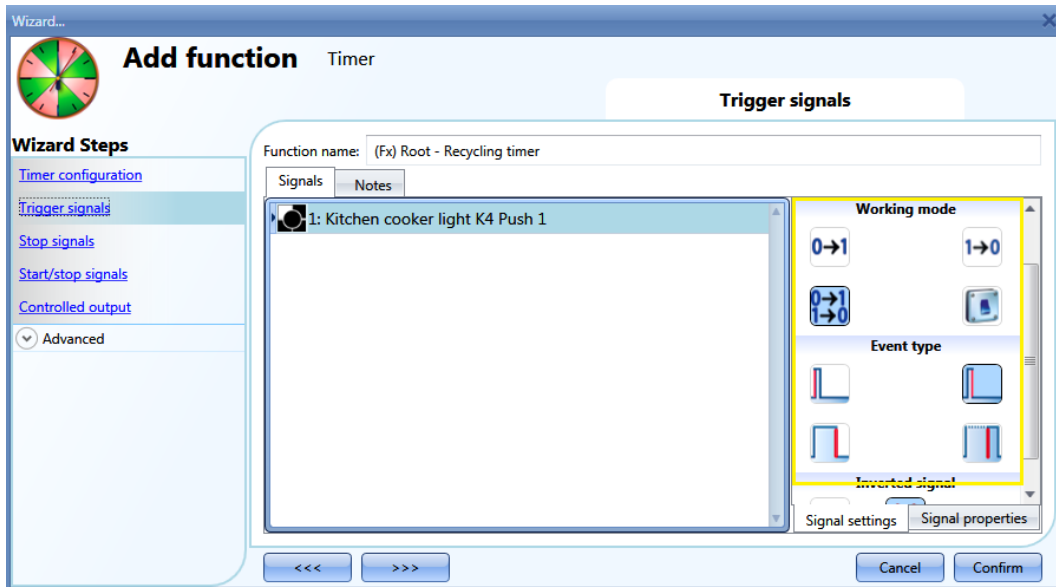 Wizard...
Add function Timer
Trigger signals
Wizard Steps
Timer configuration
Trigger signals
Stop signals
Start/stop signals
Controlled output
Advanced
Function name: (Fx) Root - Recycling timer
Signals Notes
1: Kitchen cooker light K4 Push 1
Working mode
0→1 1→0
0→1
1→0
Event type
Inverted signal
Signal settings Signal properties
<<< >>> Cancel Confirm